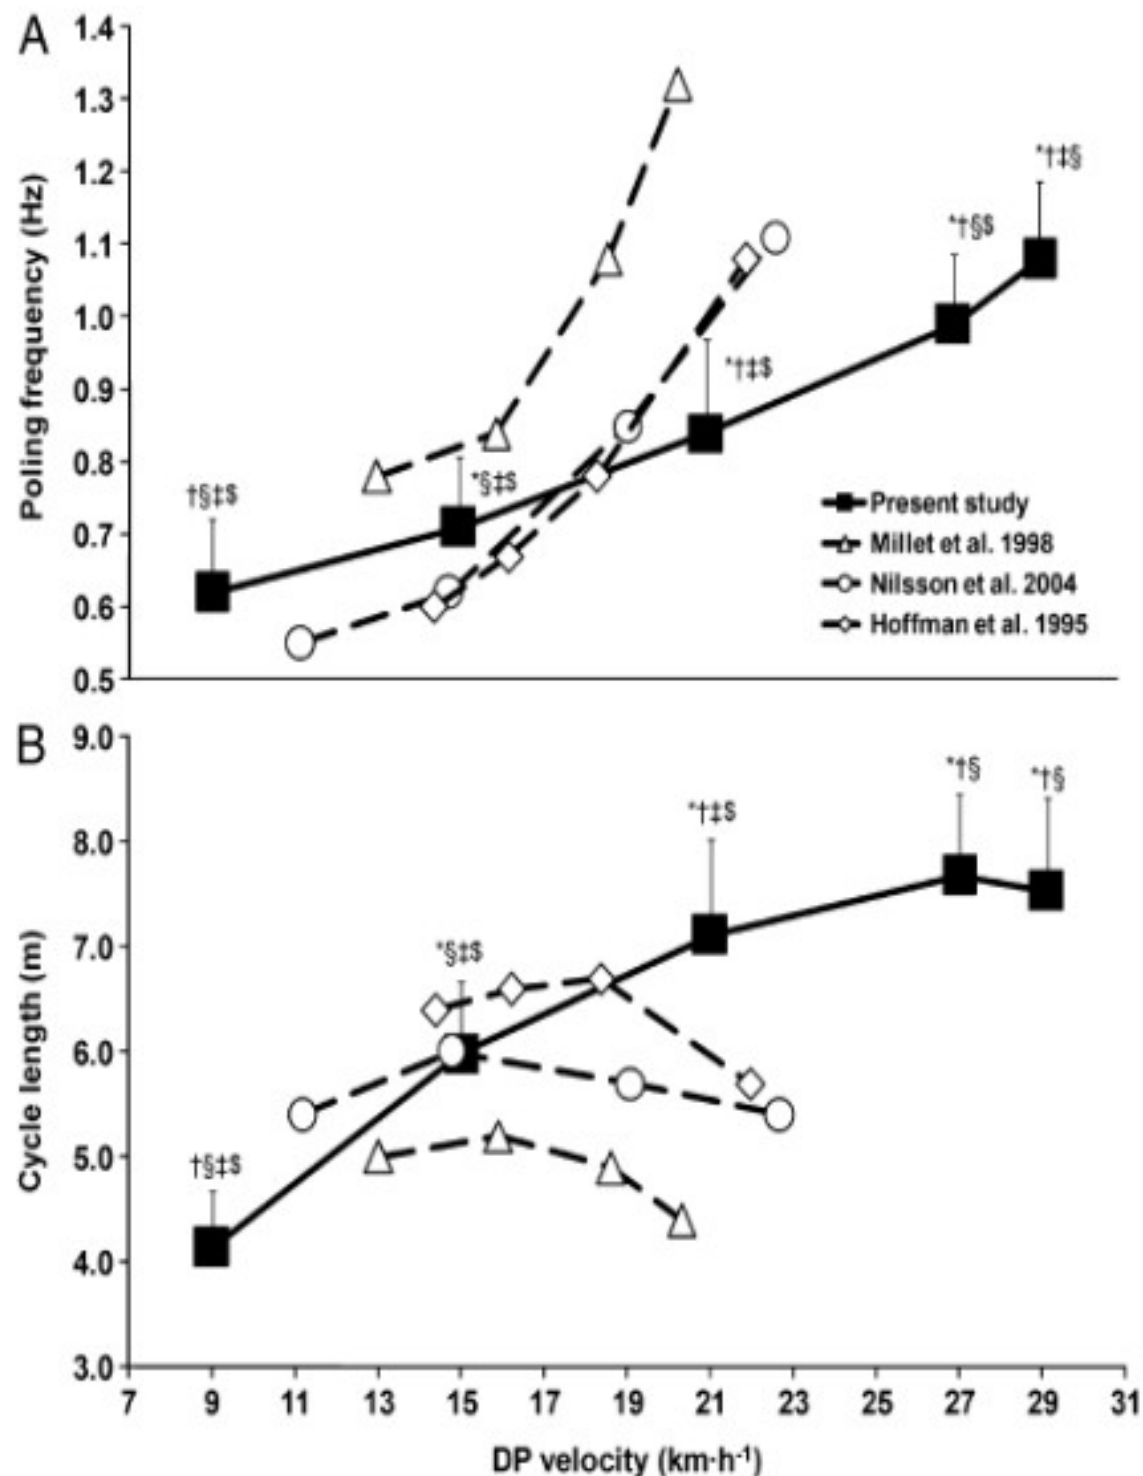 A
1.4
1.3
1.2
1.1
1.0
0.9
0.8
0.7
0.6
0.5
Poling frequency (Hz)
†§‡$
*§‡$
*†‡$
*†§$
*†‡§
Present study
Millet et al. 1998
Nilsson et al. 2004
Hoffman et al. 1995
B
9.0
8.0
7.0
6.0
5.0
4.0
3.0
Cycle length (m)
†§‡$
*§‡$
*†‡$
*†§
*†§
7 9 11 13 15 17 19 21 23 25 27 29 31
DP velocity (km·h-1)